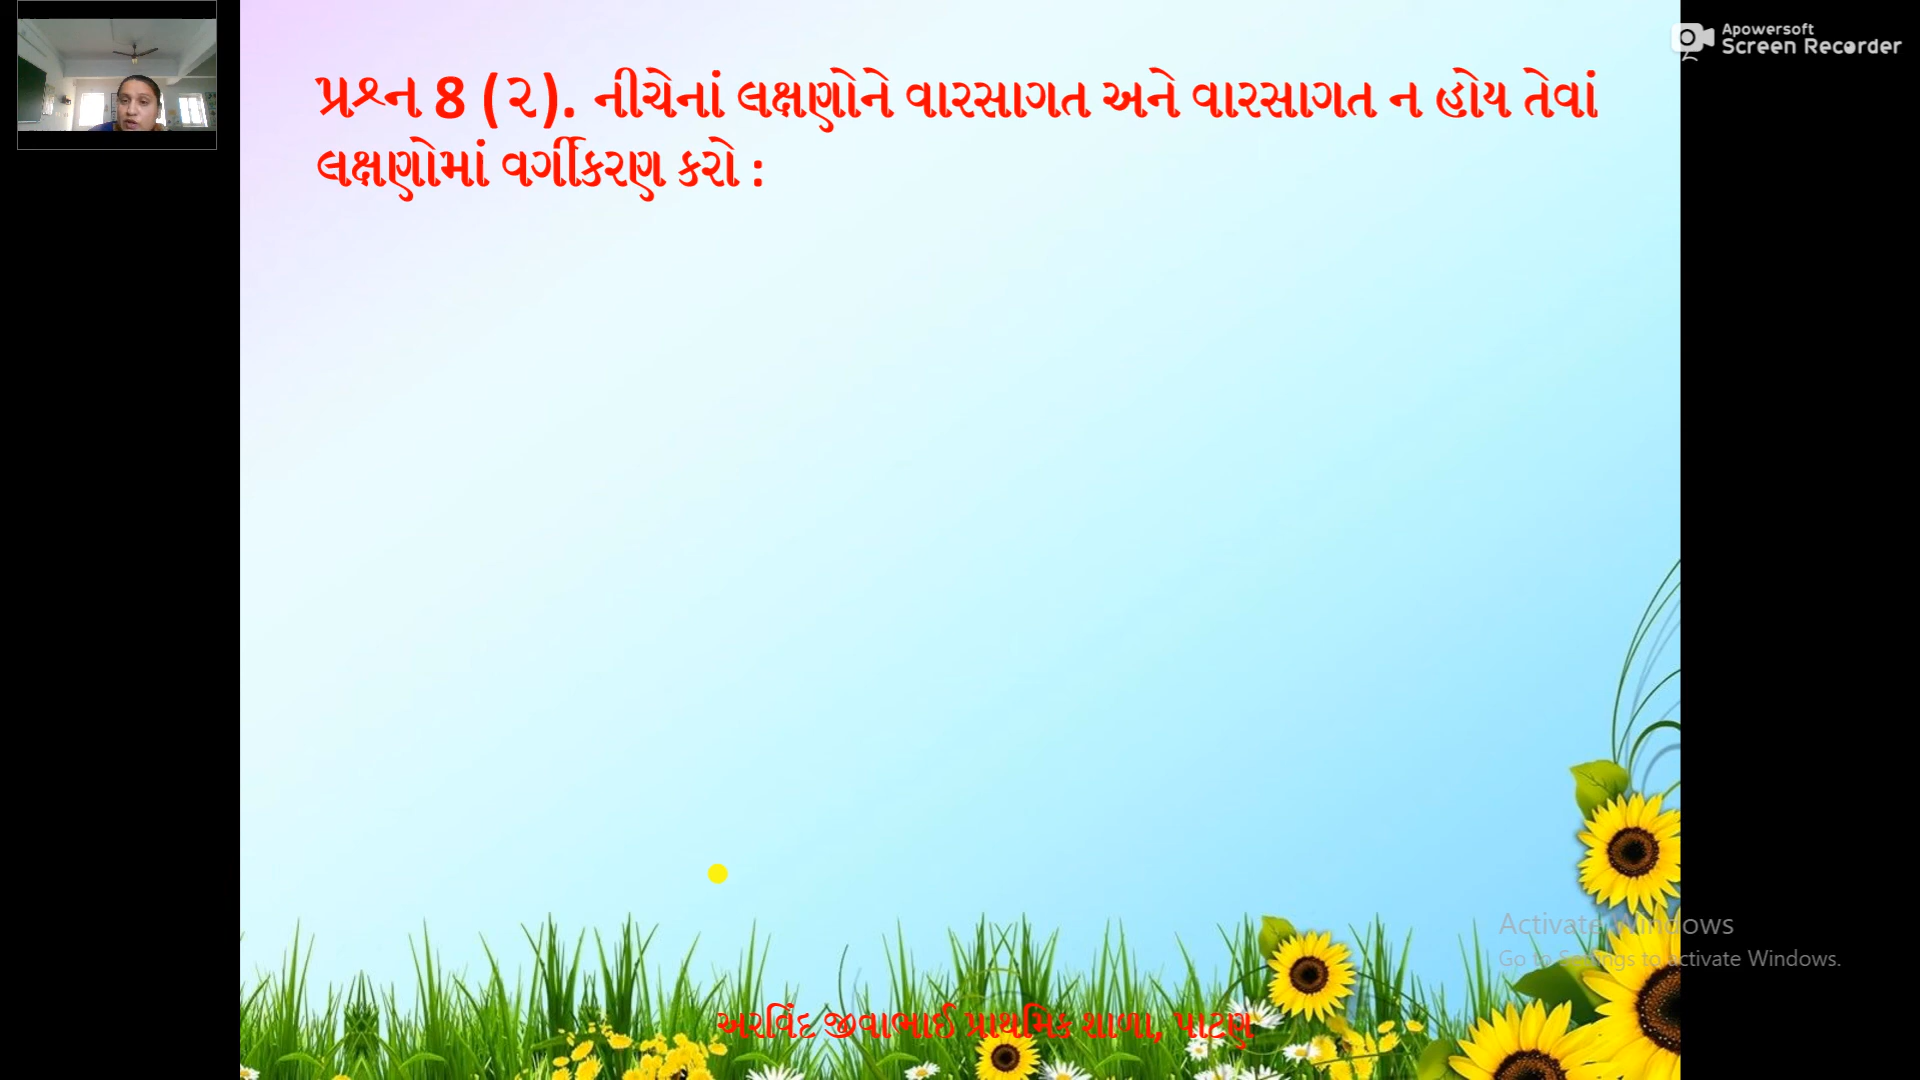 Apowersoft
Screen Recorder
પ્રશ્ન 8 (૨). નીચેનાં લક્ષણોને વારસાગત અને વારસાગત ન હોય તેવાં
લક્ષણોમાં વર્ગીકરણ કરો :
Activate Windows
Go to Settings to activate Windows.
અરવિંદ જીવાભાઈ પ્રાથમિક શાળા, પાટણ